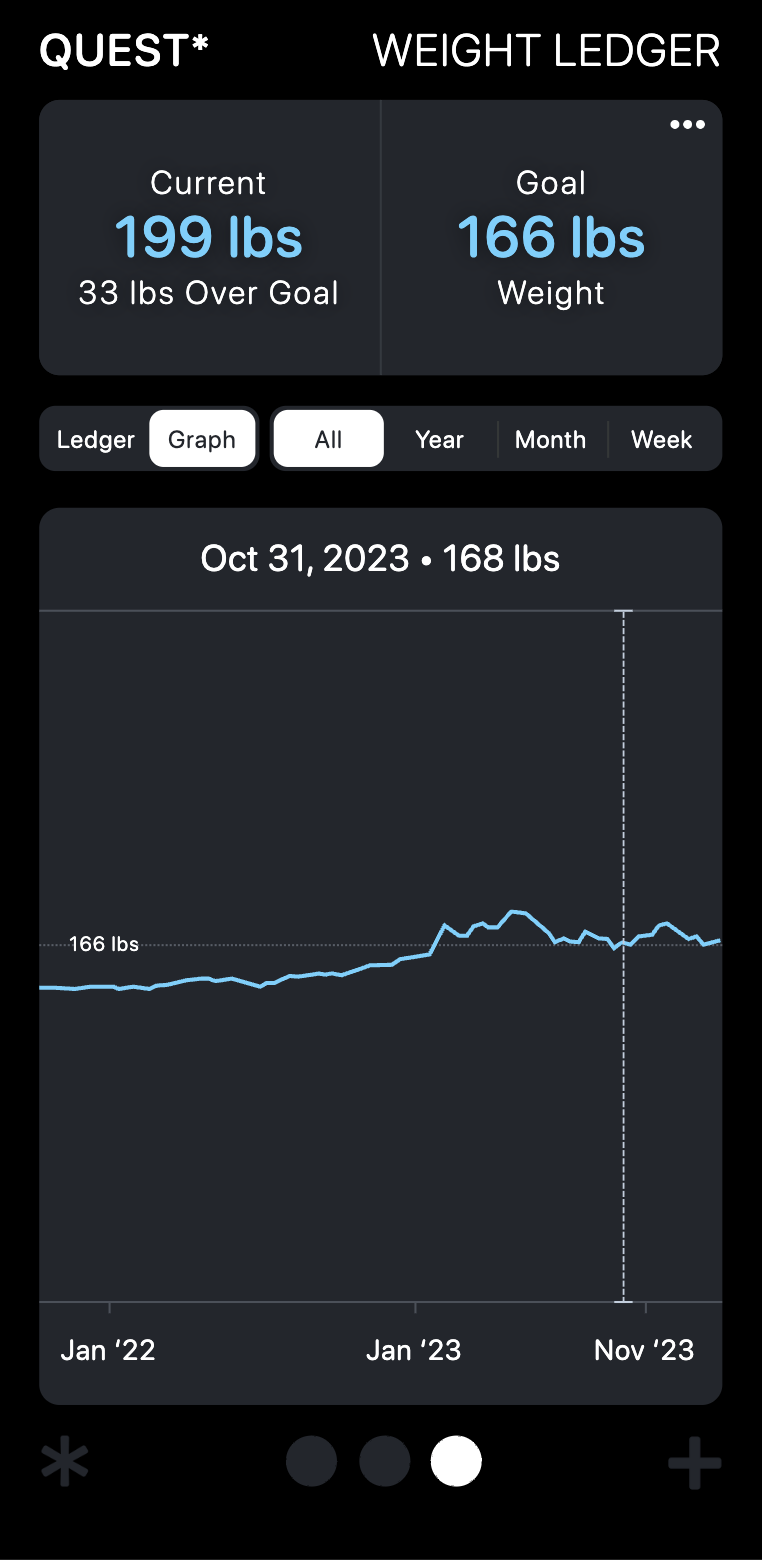 QUEST* WEIGHT LEDGER
•••
Current
199 lbs
33 lbs Over Goal
Goal
166 lbs
Weight
Ledger Graph All Year Month Week
Oct 31, 2023 • 168 lbs
166 lbs
Jan ‘22 Jan ‘23 Nov ‘23